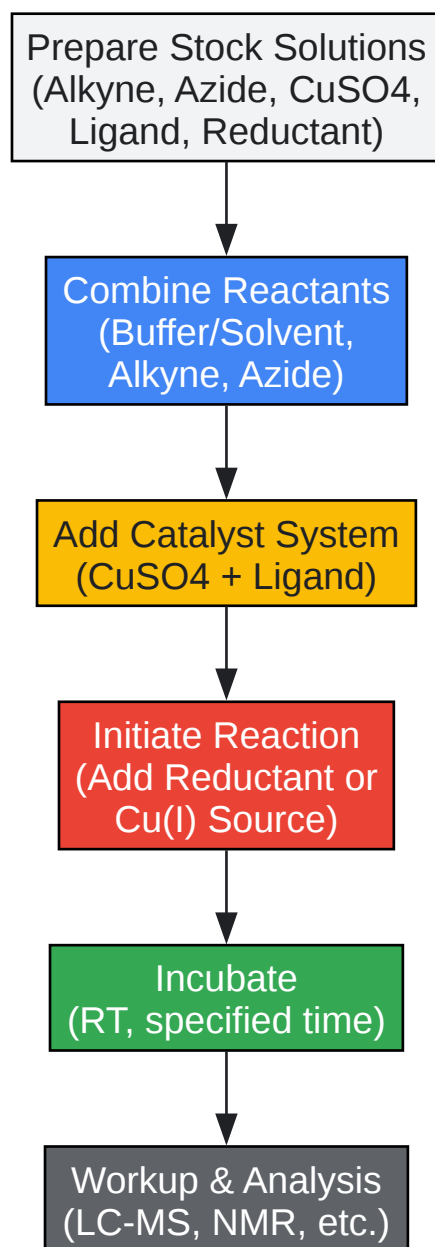 Prepare Stock Solutions
(Alkyne, Azide, CuSO4,
Ligand, Reductant)
Combine Reactants
(Buffer/Solvent,
Alkyne, Azide)
Add Catalyst System
(CuSO4 + Ligand)
Initiate Reaction
(Add Reductant or
Cu(I) Source)
Incubate
(RT, specified time)
Workup & Analysis
(LC-MS, NMR, etc.)